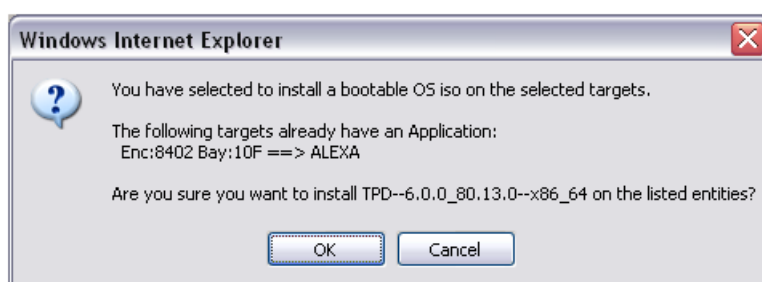 Windows Internet Explorer
You have selected to install a bootable OS iso on the selected targets.
The following targets already have an Application:
Enc:8402 Bay:10F ==> ALEXA
Are you sure you want to install TPD--6.0.0_80.13.0--x86_64 on the listed entities?
OK
Cancel